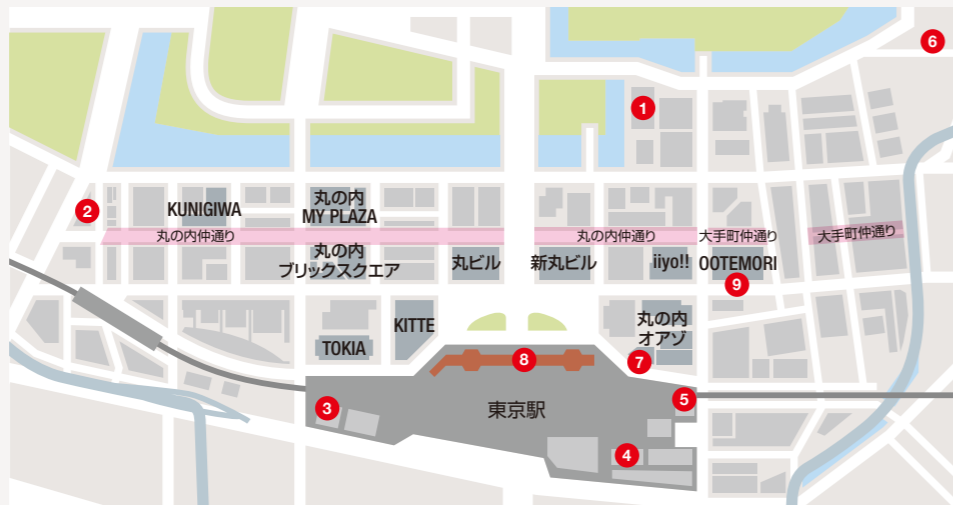 6
1
2
KUNIGIWA
丸の内
MY PLAZA
丸の内仲通り
丸の内仲通り
大手町仲通り
大手町仲通り
丸の内
ブリックスクエア
丸ビル
新丸ビル
iiyo!!
OOTEMORI
9
KITTE
TOKIA
丸の内
オアゾ
8
7
3
東京駅
5
4